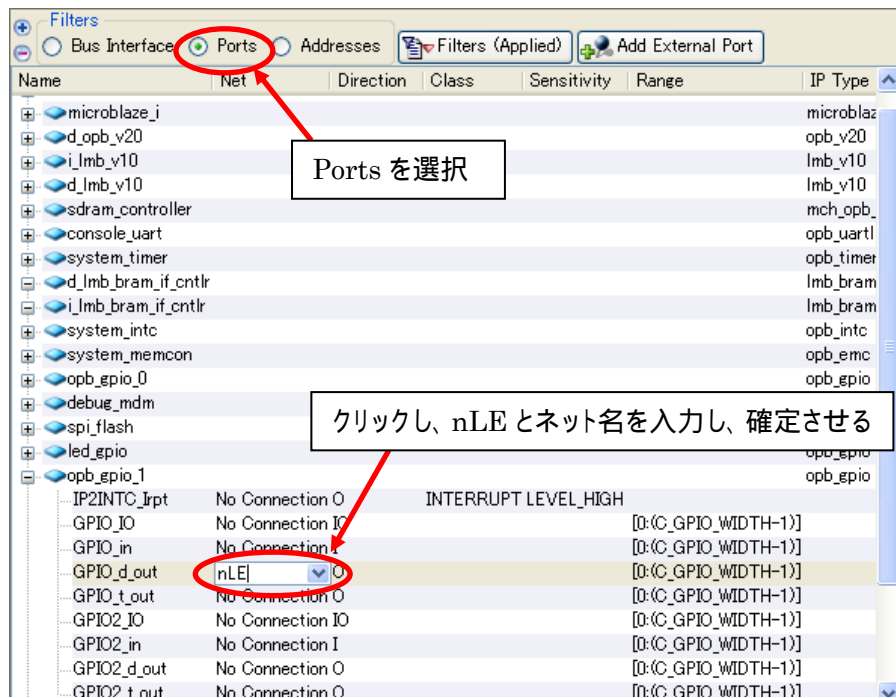 Filters
Bus Interface Ports Addresses Filters (Applied) Add External Port
Name Net Direction Class Sensitivity Range IP Type
microblaze_i microblaz
d_opb_v20 opb_v20
i_lmb_v10 lmb_v10
Ports を選択
d_lmb_v10 lmb_v10
sdram_controller mch_opb_
console_uart opb_uartl
system_timer opb_timer
d_lmb_bram_if_cntlr lmb_bram
i_lmb_bram_if_cntlr lmb_bram
system_intc opb_intc
system_memcon opb_emc
opb_gpio_0 opb_gpio
debug_mdm
クリックし、nLE とネット名を入力し、確定させる
spi_flash
led_gpio opb_gpio
opb_gpio_1 opb_gpio
IP2INTC_Irpt No Connection O INTERRUPT LEVEL_HIGH
GPIO_IO No Connection IO [0:(C_GPIO_WIDTH-1)]
GPIO_in No Connection I [0:(C_GPIO_WIDTH-1)]
GPIO_d_out nLE O [0:(C_GPIO_WIDTH-1)]
GPIO_t_out No Connection O [0:(C_GPIO_WIDTH-1)]
GPIO2_IO No Connection IO [0:(C_GPIO_WIDTH-1)]
GPIO2_in No Connection I [0:(C_GPIO_WIDTH-1)]
GPIO2_d_out No Connection O [0:(C_GPIO_WIDTH-1)]
GPIO2_t_out No Connection O [0:(C_GPIO_WIDTH-1)]